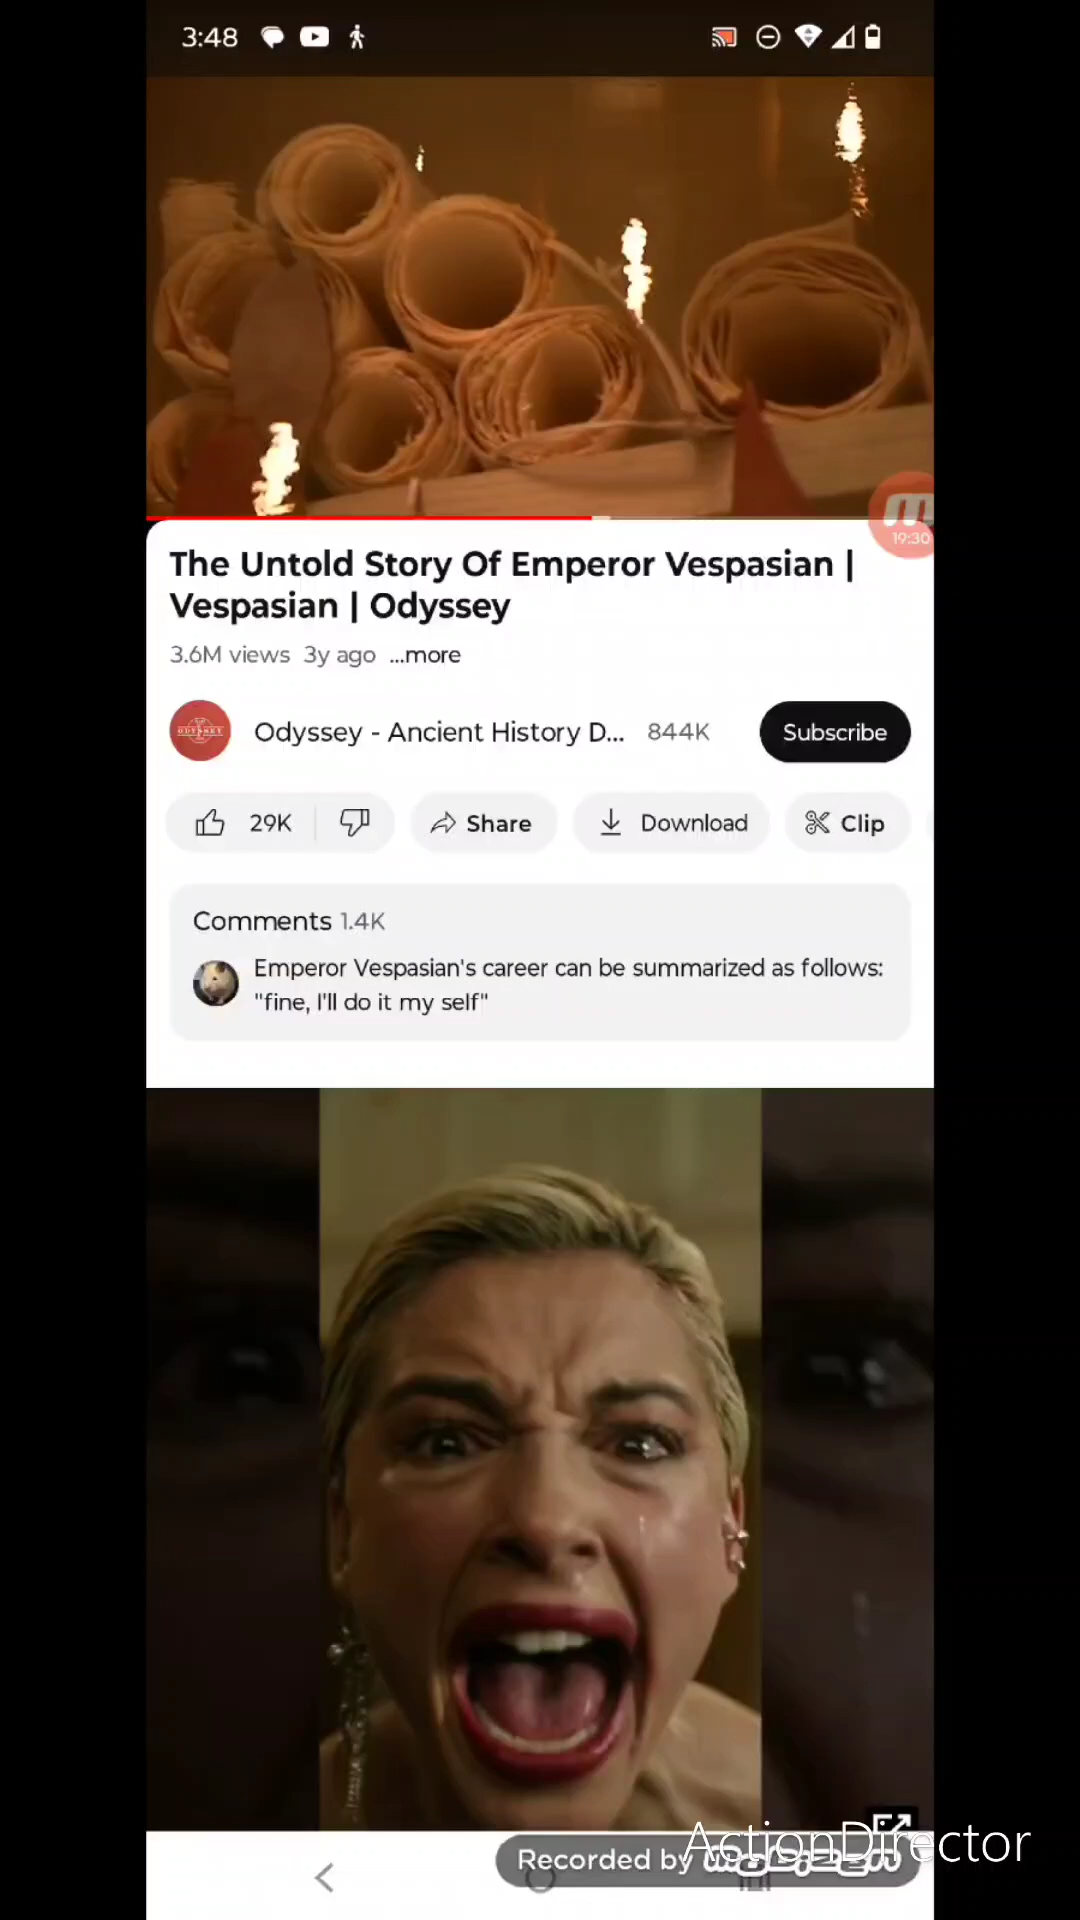 3:48
19:30
The Untold Story Of Emperor Vespasian |
Vespasian | Odyssey
3.6M views 3y ago ...more
ODYSSEY
Odyssey - Ancient History D... 844K
Subscribe
29K
Share
Download
Clip
Comments 1.4K
Emperor Vespasian's career can be summarized as follows:
"fine, I'll do it my self"
ActionDirector
Recorded by mobizen